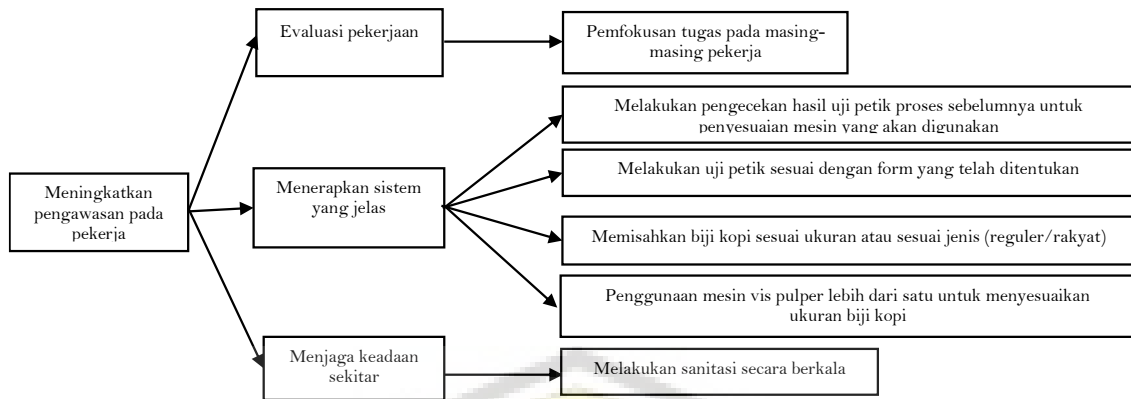 Evaluasi pekerjaan
Pemfokusan tugas pada masing-
masing pekerja
Melakukan pengecekan hasil uji petik proses sebelumnya untuk
penyesuaian mesin yang akan digunakan
Melakukan uji petik sesuai dengan form yang telah ditentukan
Meningkatkan
pengawasan pada
pekerja
Menerapkan sistem
yang jelas
Memisahkan biji kopi sesuai ukuran atau sesuai jenis (reguler/rakyat)
Penggunaan mesin vis pulper lebih dari satu untuk menyesuaikan
ukuran biji kopi
Menjaga keadaan
sekitar
Melakukan sanitasi secara berkala